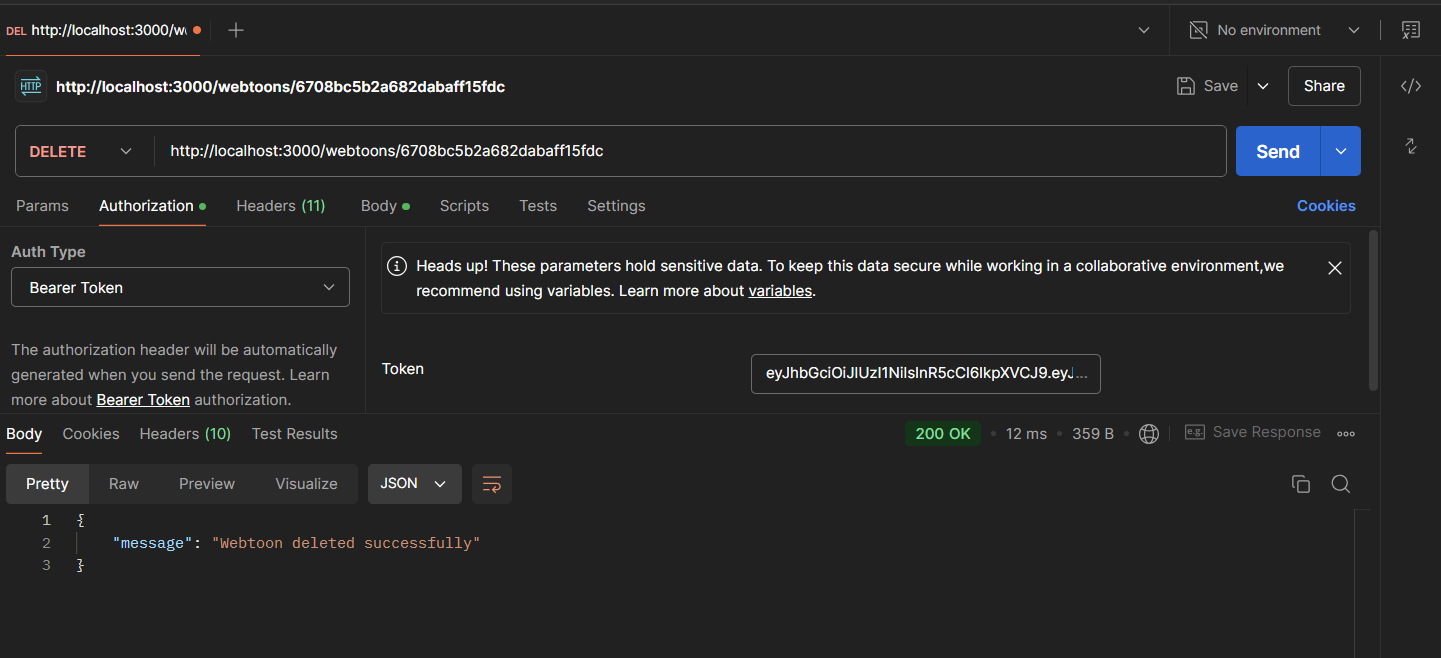 DEL http://localhost:3000/w
No environment
HTTP http://localhost:3000/webtoons/6708bc5b2a682dabaff15fdc
Save
Share
DELETE
http://localhost:3000/webtoons/6708bc5b2a682dabaff15fdc
Send
Params Authorization Headers (11) Body Scripts Tests Settings Cookies
Auth Type
Bearer Token
The authorization header will be automatically
generated when you send the request. Learn
more about Bearer Token authorization.
Heads up! These parameters hold sensitive data. To keep this data secure while working in a collaborative environment,we
recommend using variables. Learn more about variables.
Token
eyJhbGciOiJIUzI1NiIsInR5cCI6IkpXVCJ9.eyJ...
Body Cookies Headers (10) Test Results
200 OK • 12 ms • 359 B •
e.g. Save Response
Pretty Raw Preview Visualize JSON
1 {
2 "message": "Webtoon deleted successfully"
3 }